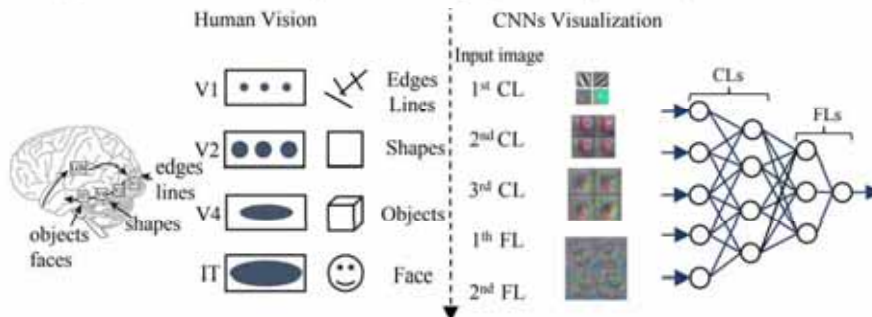 Human Vision
CNNs Visualization
V1
Edges
Lines
V2
Shapes
V4
Objects
IT
Face
edges
lines
shapes
objects
faces
Input image
1st CL
2nd CL
3rd CL
1th FL
2nd FL
CLs
FLs